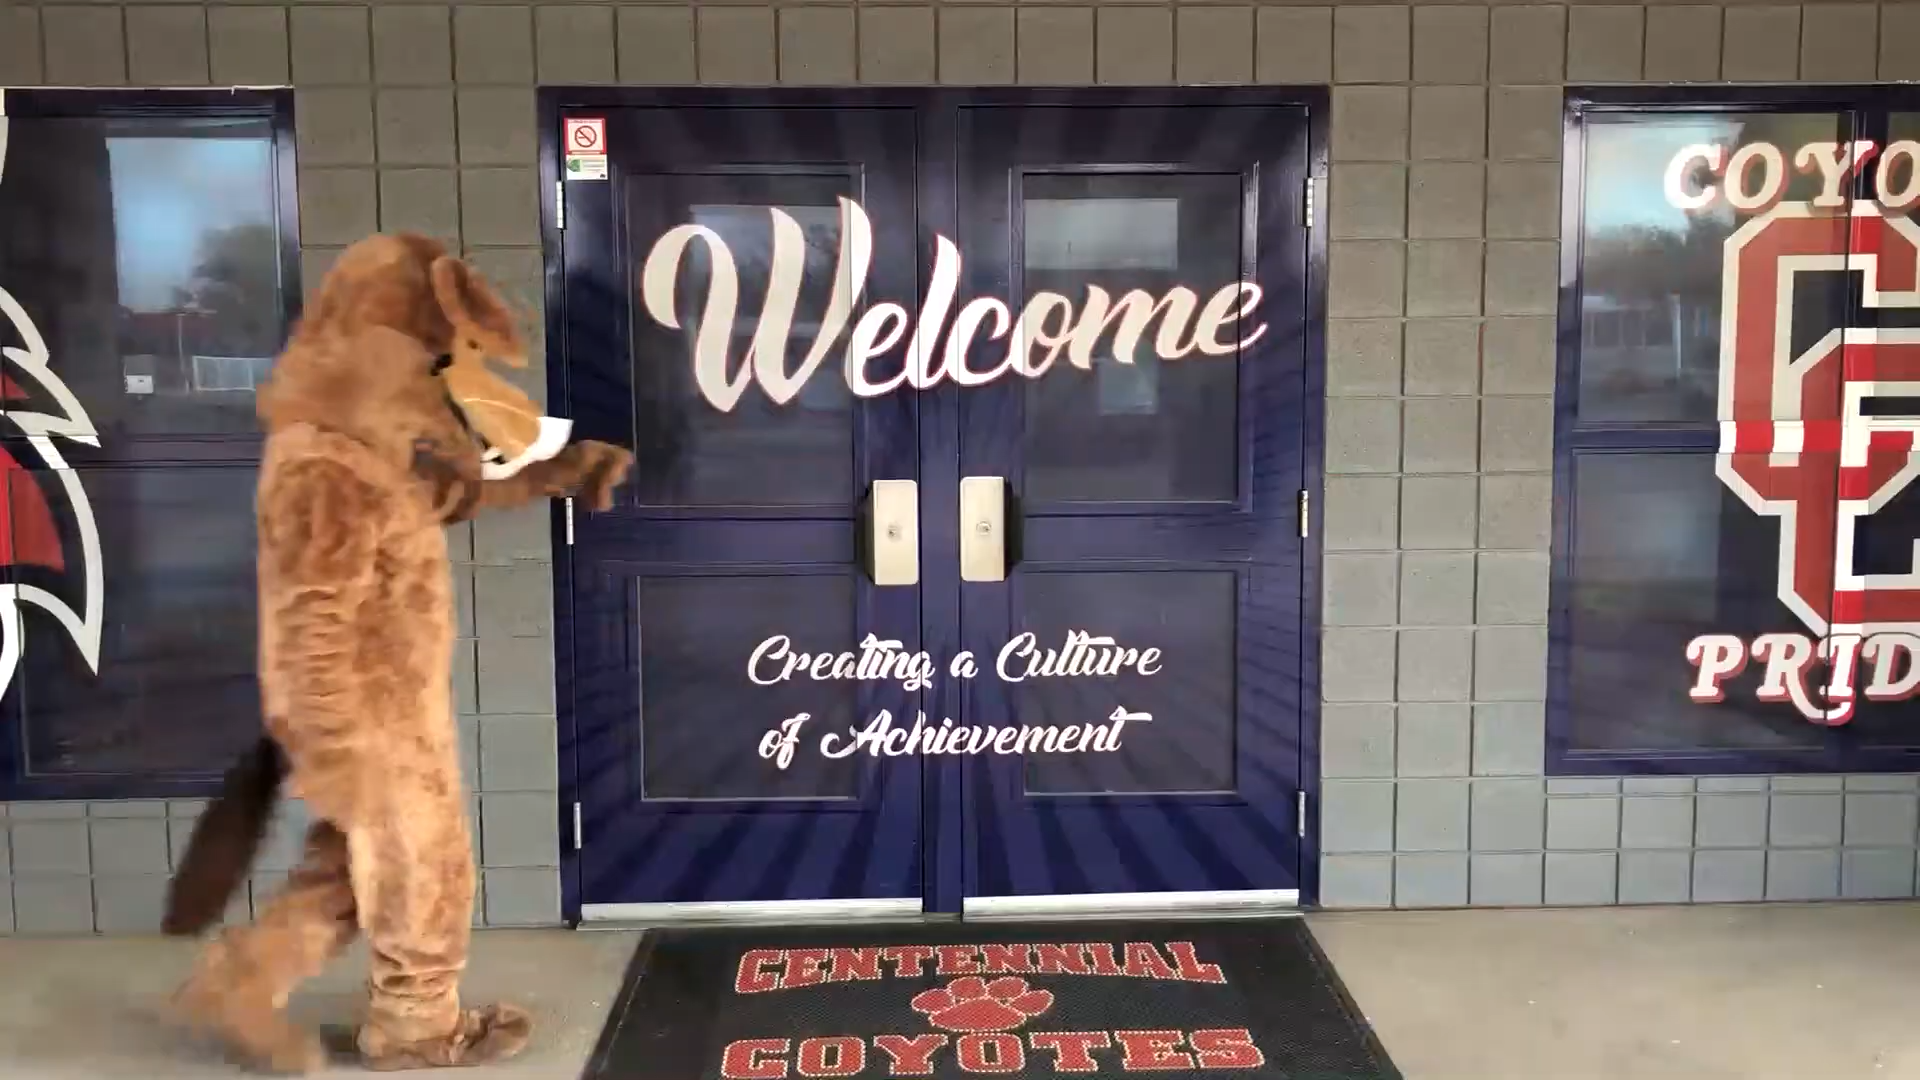 Welcome
Creating a Culture
of Achievement
COYO
PRID
CENTENNIAL
COYOTES